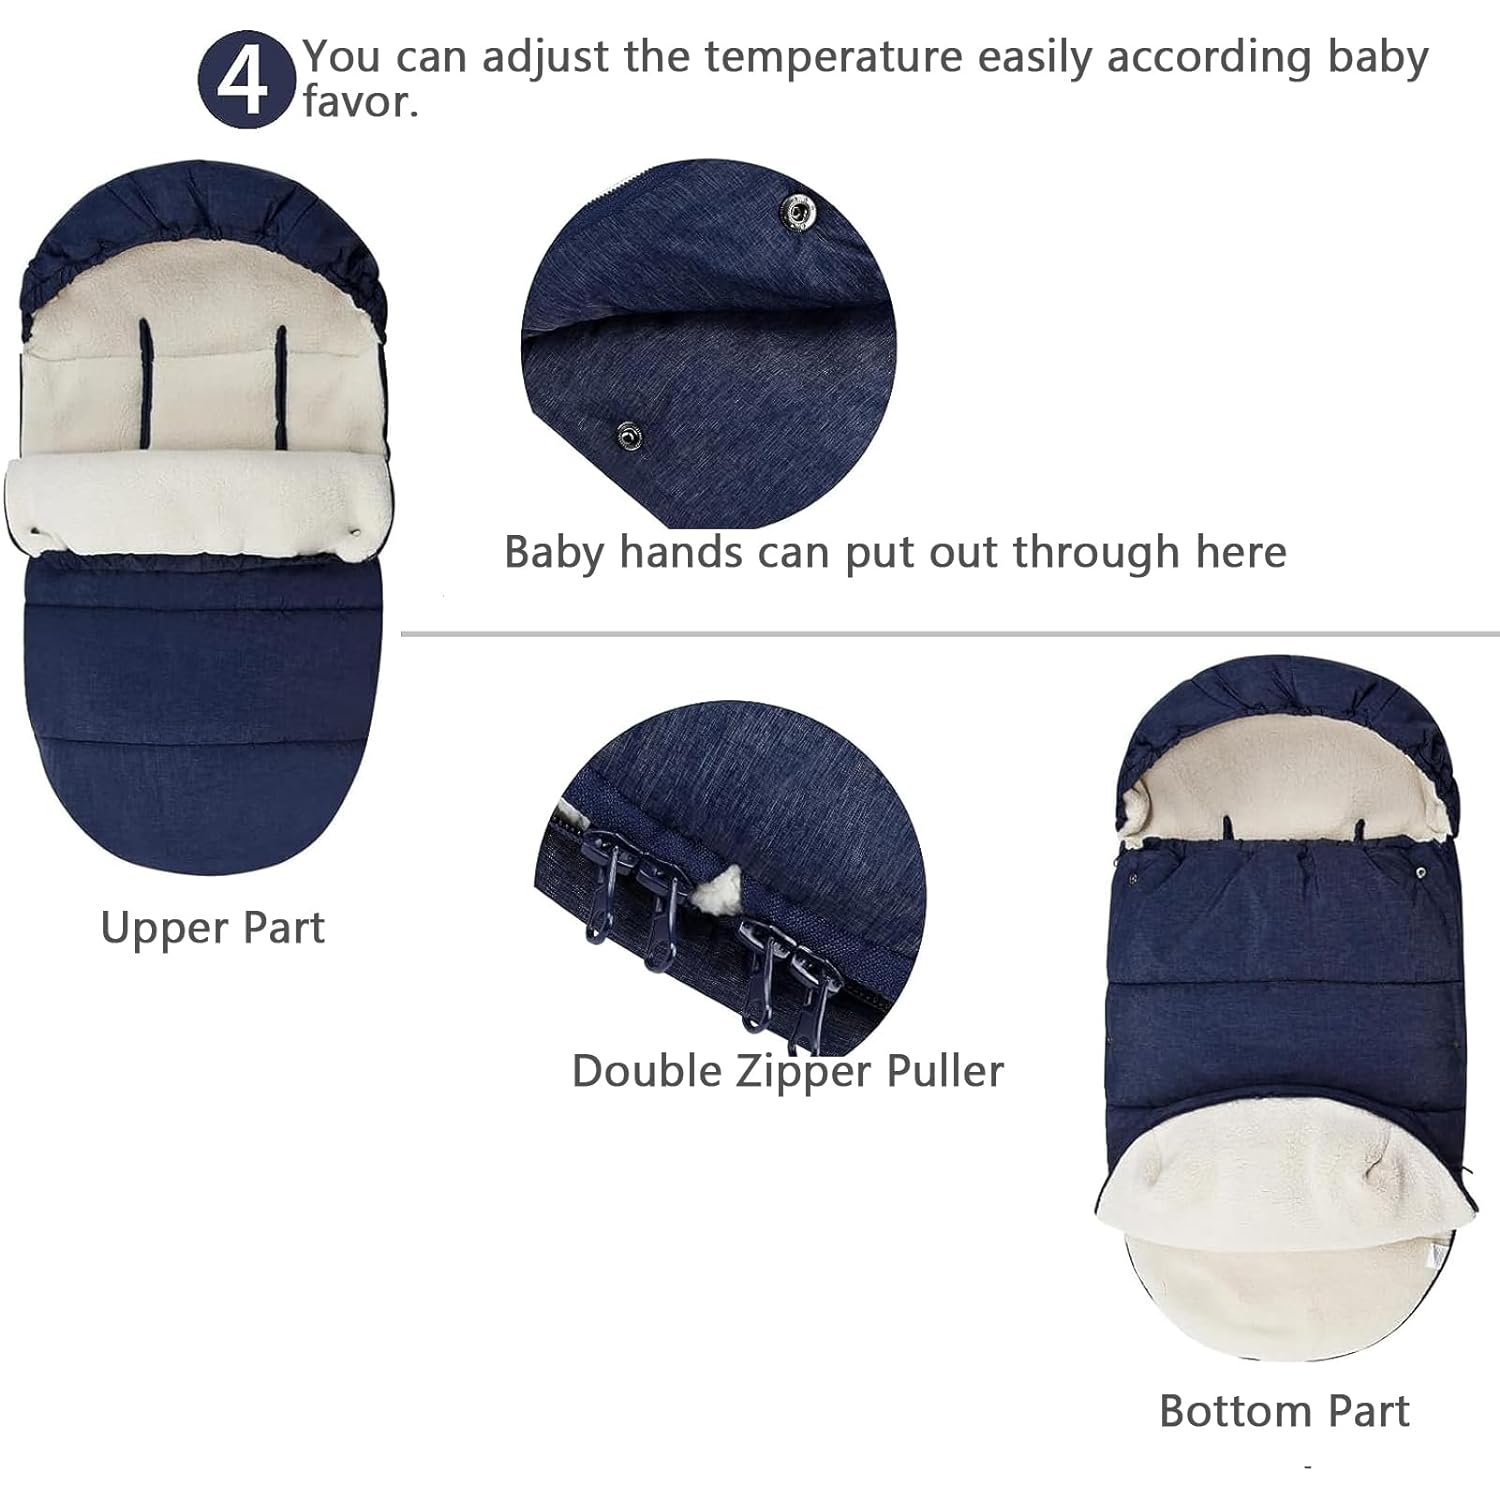 4 You can adjust the temperature easily according baby
favor.
Baby hands can put out through here
Upper Part
Double Zipper Puller
Bottom Part
-